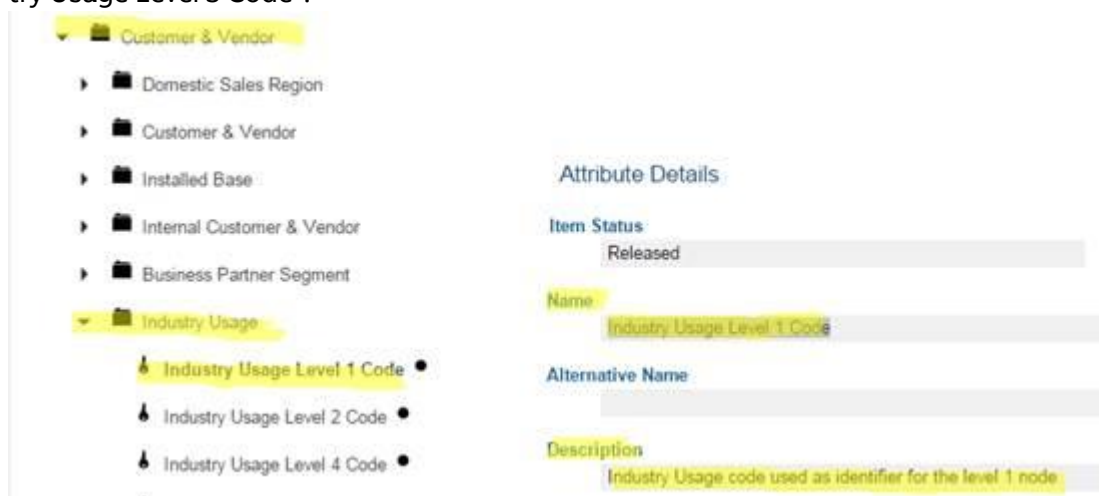 try Usage Level 3 Code".
Customer & Vendor
Domestic Sales Region
Customer & Vendor
Installed Base
Internal Customer & Vendor
Business Partner Segment
Industry Usage
Industry Usage Level 1 Code
Industry Usage Level 2 Code
Industry Usage Level 4 Code
Attribute Details
Item Status
Released
Name
Industry Usage Level 1 Code
Alternative Name
Description
Industry Usage code used as identifier for the level 1 node